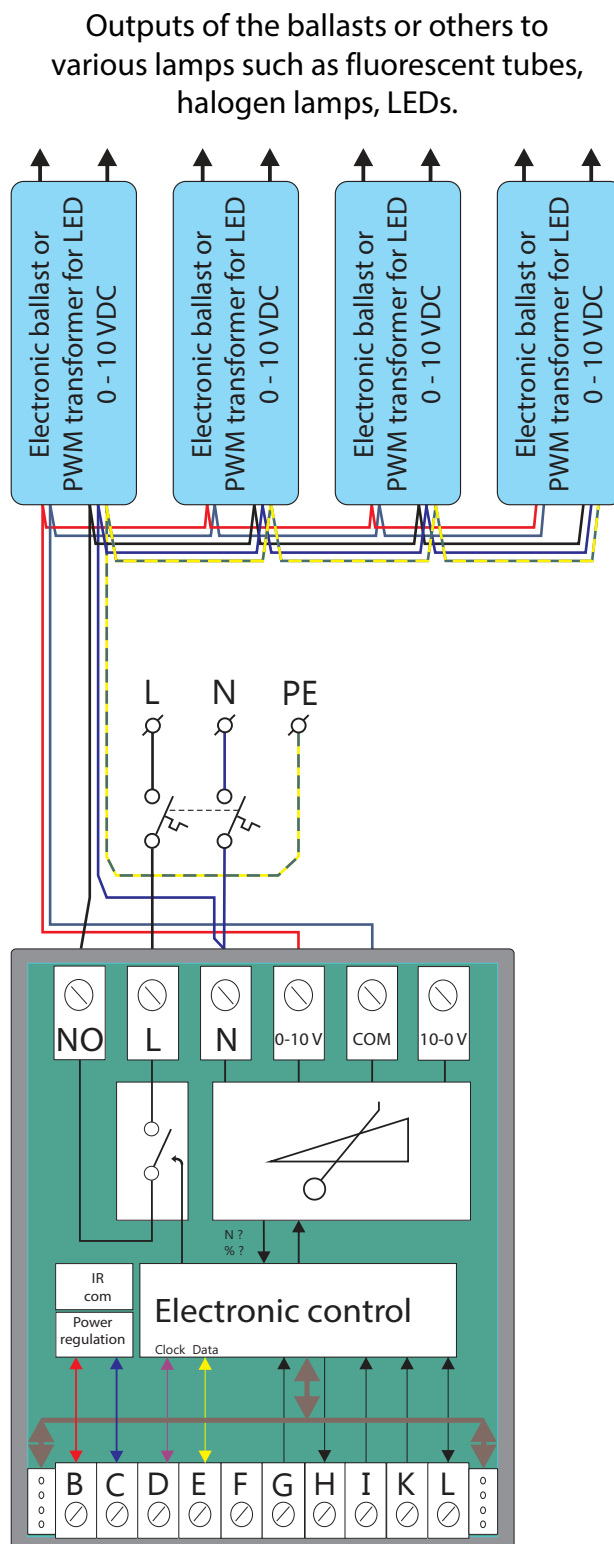 Outputs of the ballasts or others to
various lamps such as fluorescent tubes,
halogen lamps, LEDs.
Electronic ballast or
PWM transformer for LED
0 - 10 VDC
Electronic ballast or
PWM transformer for LED
0 - 10 VDC
Electronic ballast or
PWM transformer for LED
0 - 10 VDC
Electronic ballast or
PWM transformer for LED
0 - 10 VDC
L N PE
NO L N 0-10 V COM 10-0 V
N ?
% ?
IR
com
Power
regulation
Electronic control
Clock Data
B C D E F G H I K L